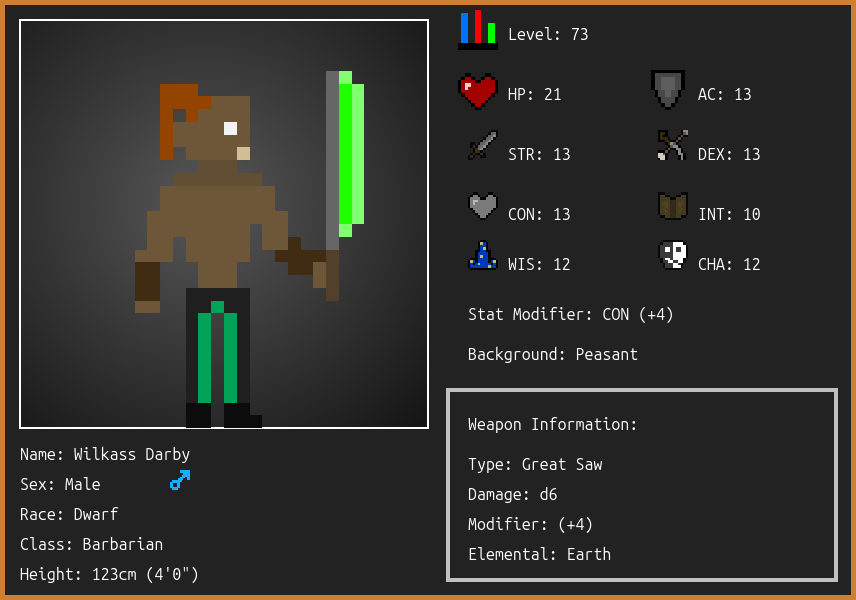 Level: 73
HP: 21
AC: 13
STR: 13
DEX: 13
CON: 13
INT: 10
WIS: 12
CHA: 12
Stat Modifier: CON (+4)
Background: Peasant
Weapon Information:
Type: Great Saw
Damage: d6
Modifier: (+4)
Elemental: Earth
Name: Wilkass Darby
Sex: Male
Race: Dwarf
Class: Barbarian
Height: 123cm (4'0")